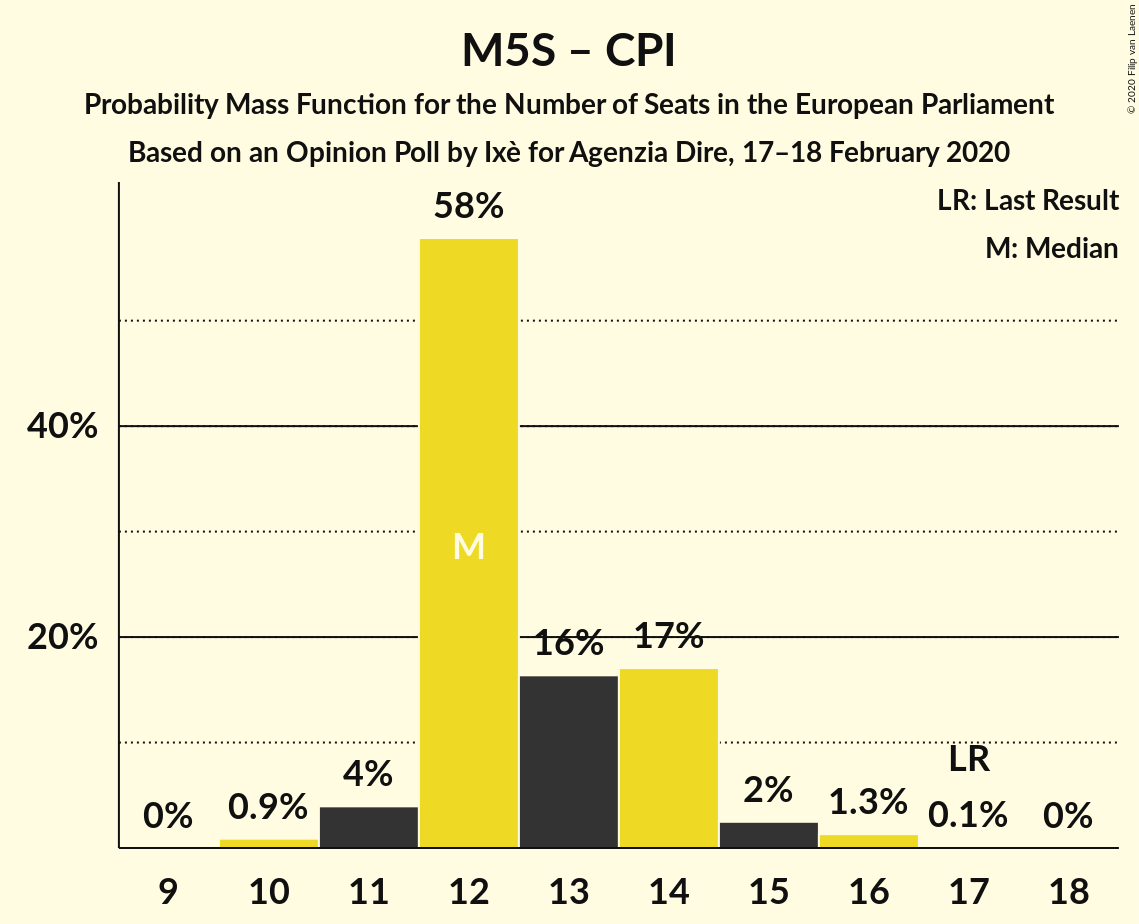 M5S – CPI
Probability Mass Function for the Number of Seats in the European Parliament
Based on an Opinion Poll by Ixè for Agenzia Dire, 17–18 February 2020
© 2020 Filip van Laenen
LR: Last Result
M: Median
58%
40%
M
20%
16%
17%
LR
0%
0.9%
4%
2%
1.3%
0.1%
0%
9
10
11
12
13
14
15
16
17
18